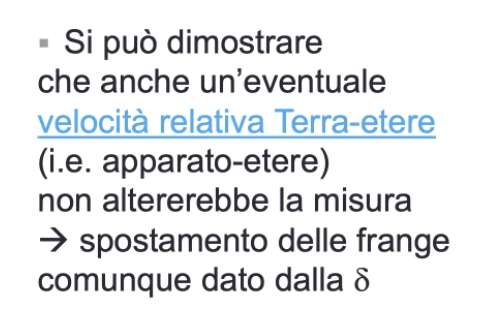 ▪ Si può dimostrare
che anche un’eventuale
velocità relativa Terra-etere
(i.e. apparato-etere)
non altererebbe la misura
→ spostamento delle frange
comunque dato dalla δ